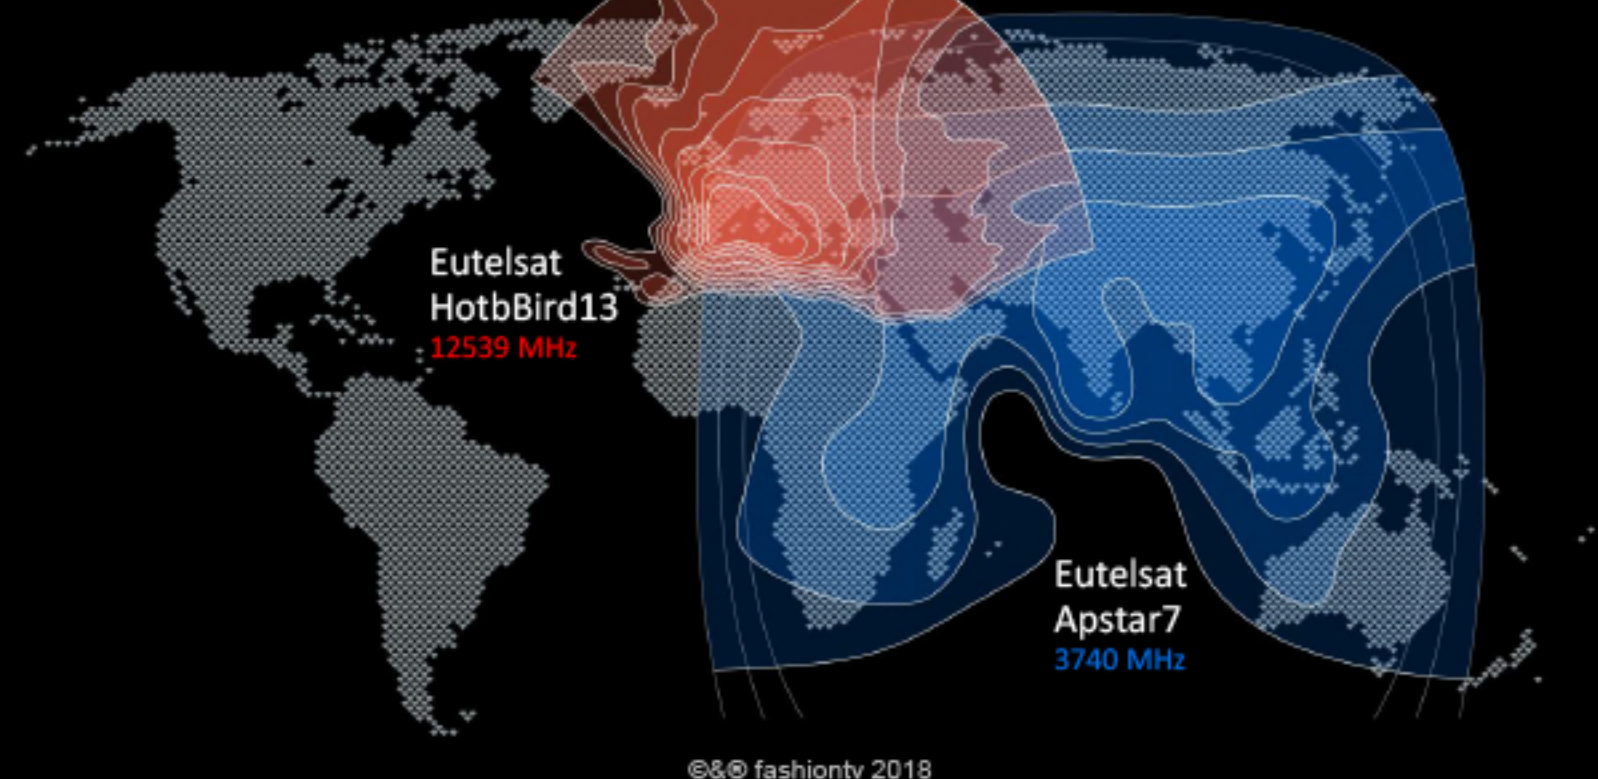 Eutelsat
HotbBird13
12539 MHz
Eutelsat
Apstar7
3740 MHz
©&® fashiontv 2018